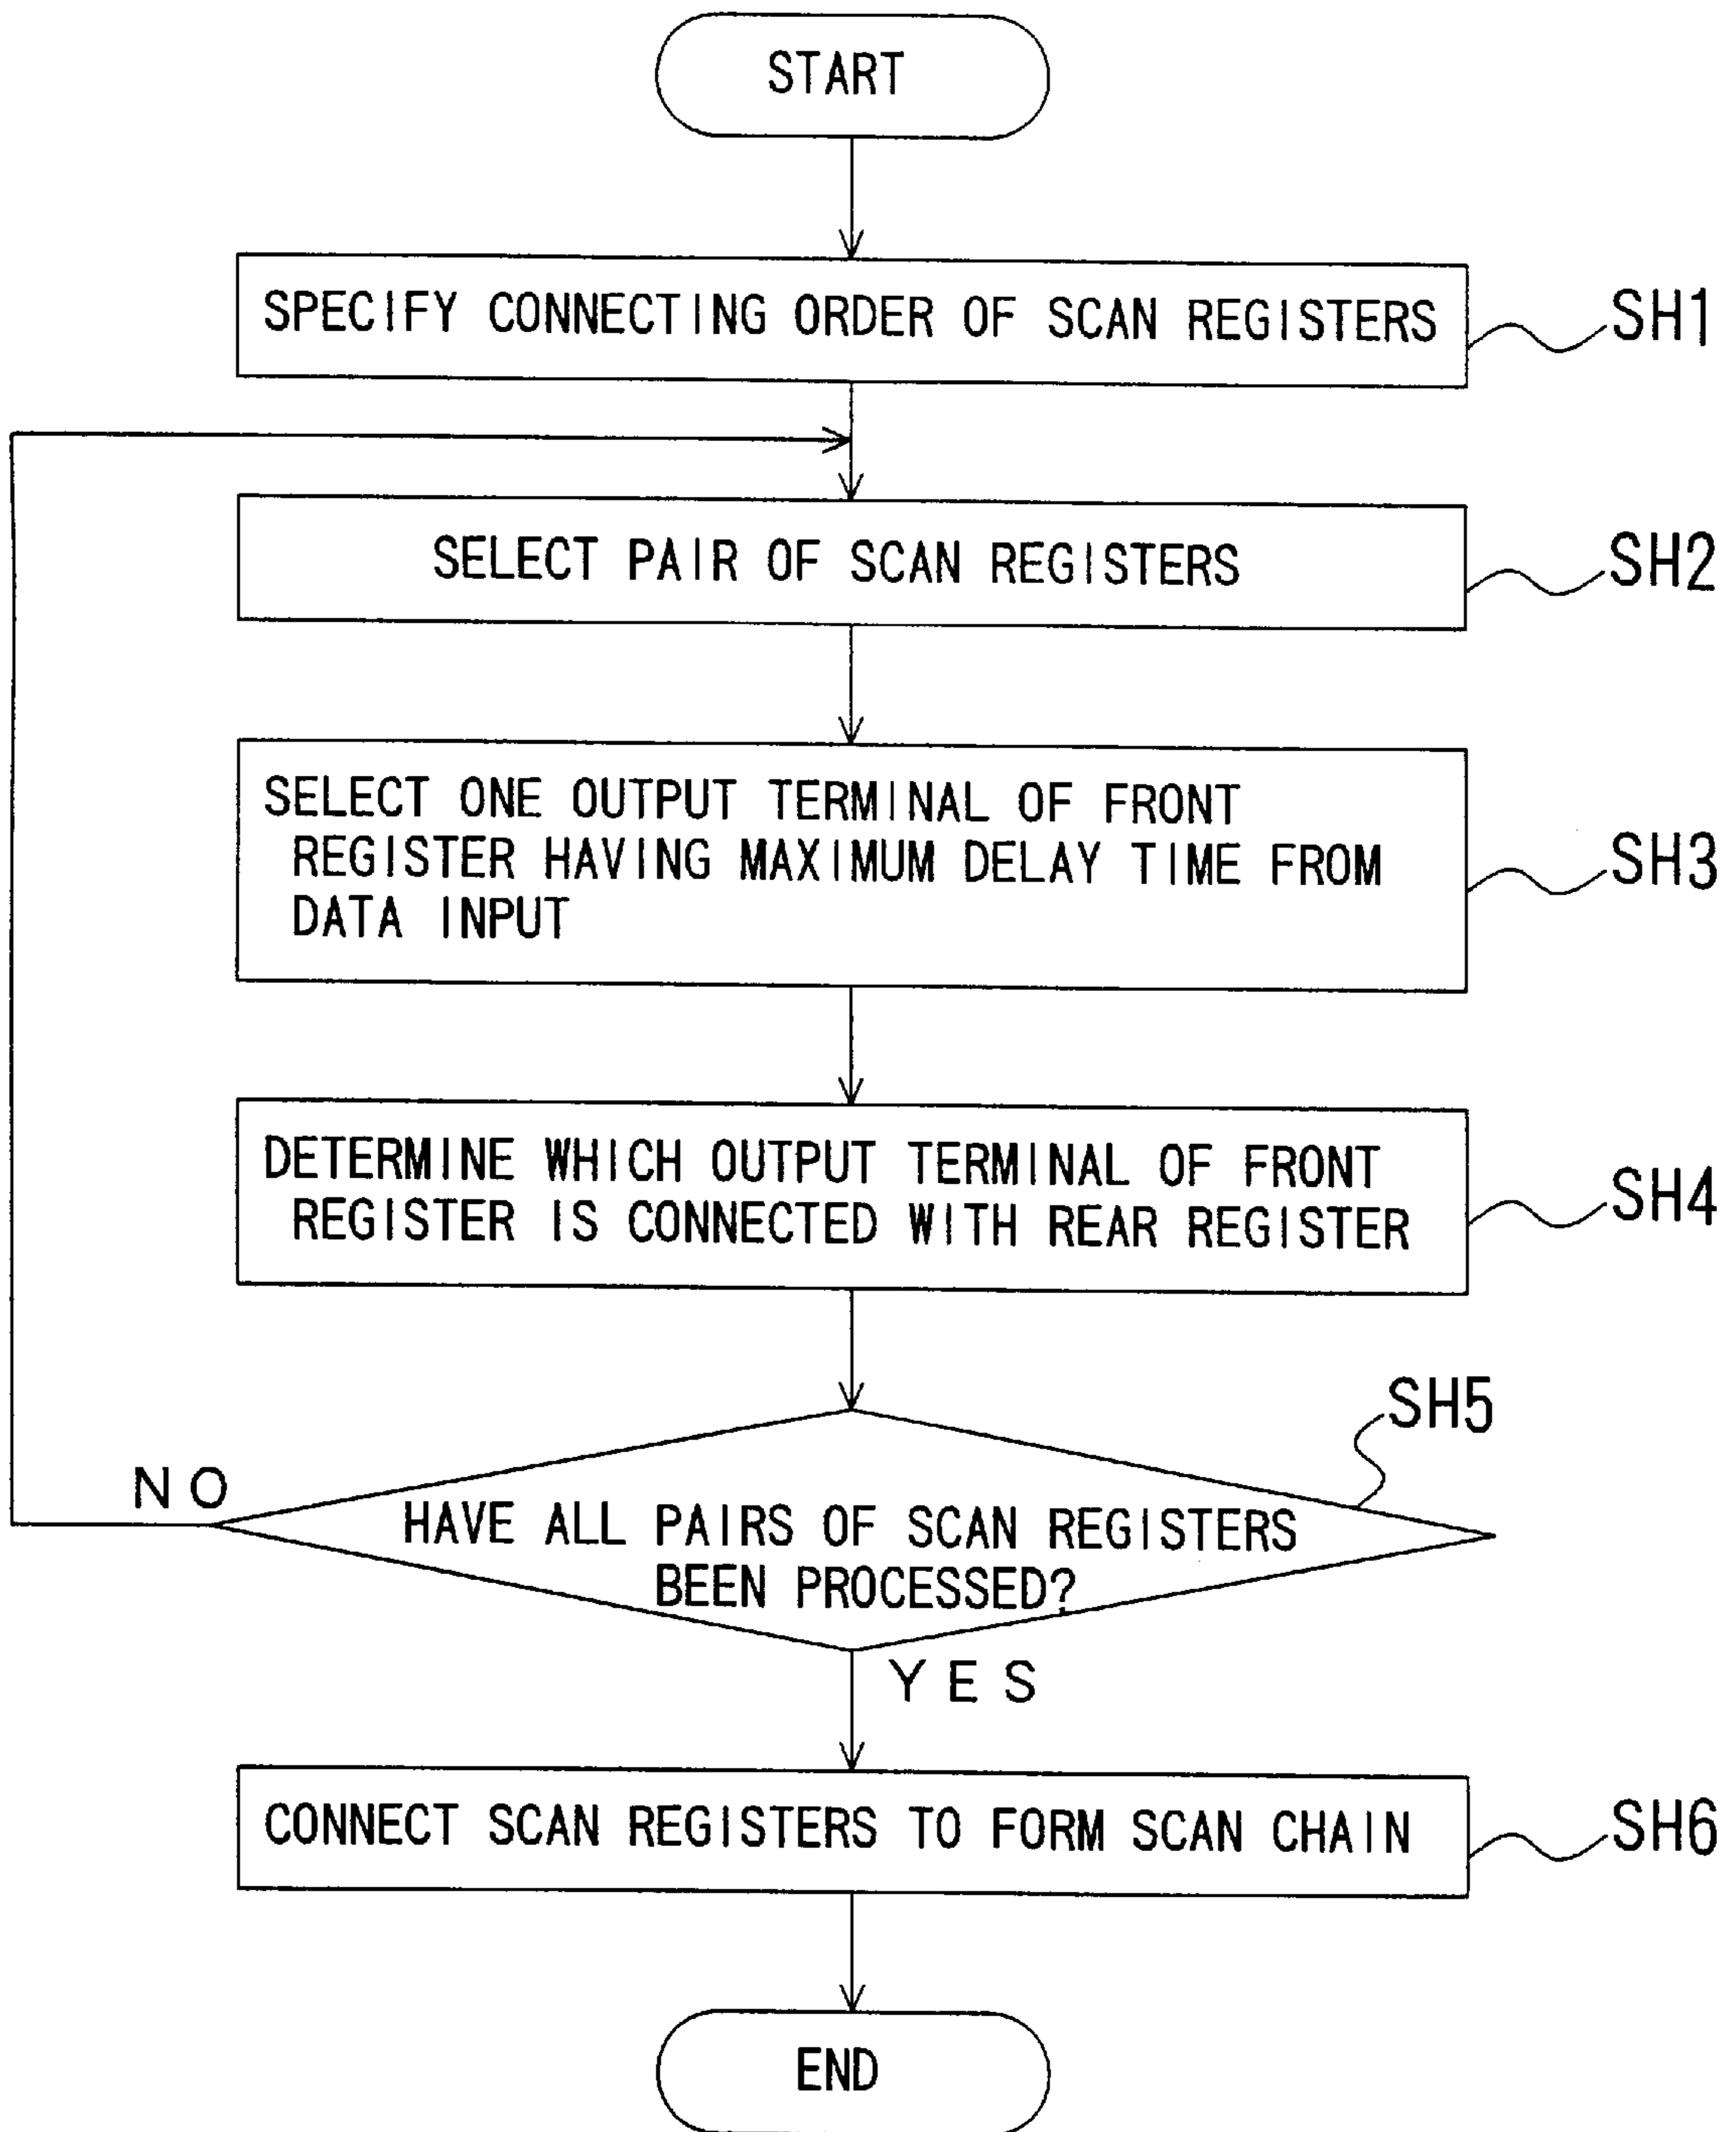 START
SPECIFY CONNECTING ORDER OF SCAN REGISTERS
SH1
SELECT PAIR OF SCAN REGISTERS
SH2
SELECT ONE OUTPUT TERMINAL OF FRONT
REGISTER HAVING MAXIMUM DELAY TIME FROM
DATA INPUT
SH3
DETERMINE WHICH OUTPUT TERMINAL OF FRONT
REGISTER IS CONNECTED WITH REAR REGISTER
SH4
SH5
NO
HAVE ALL PAIRS OF SCAN REGISTERS
BEEN PROCESSED?
YES
CONNECT SCAN REGISTERS TO FORM SCAN CHAIN
SH6
END